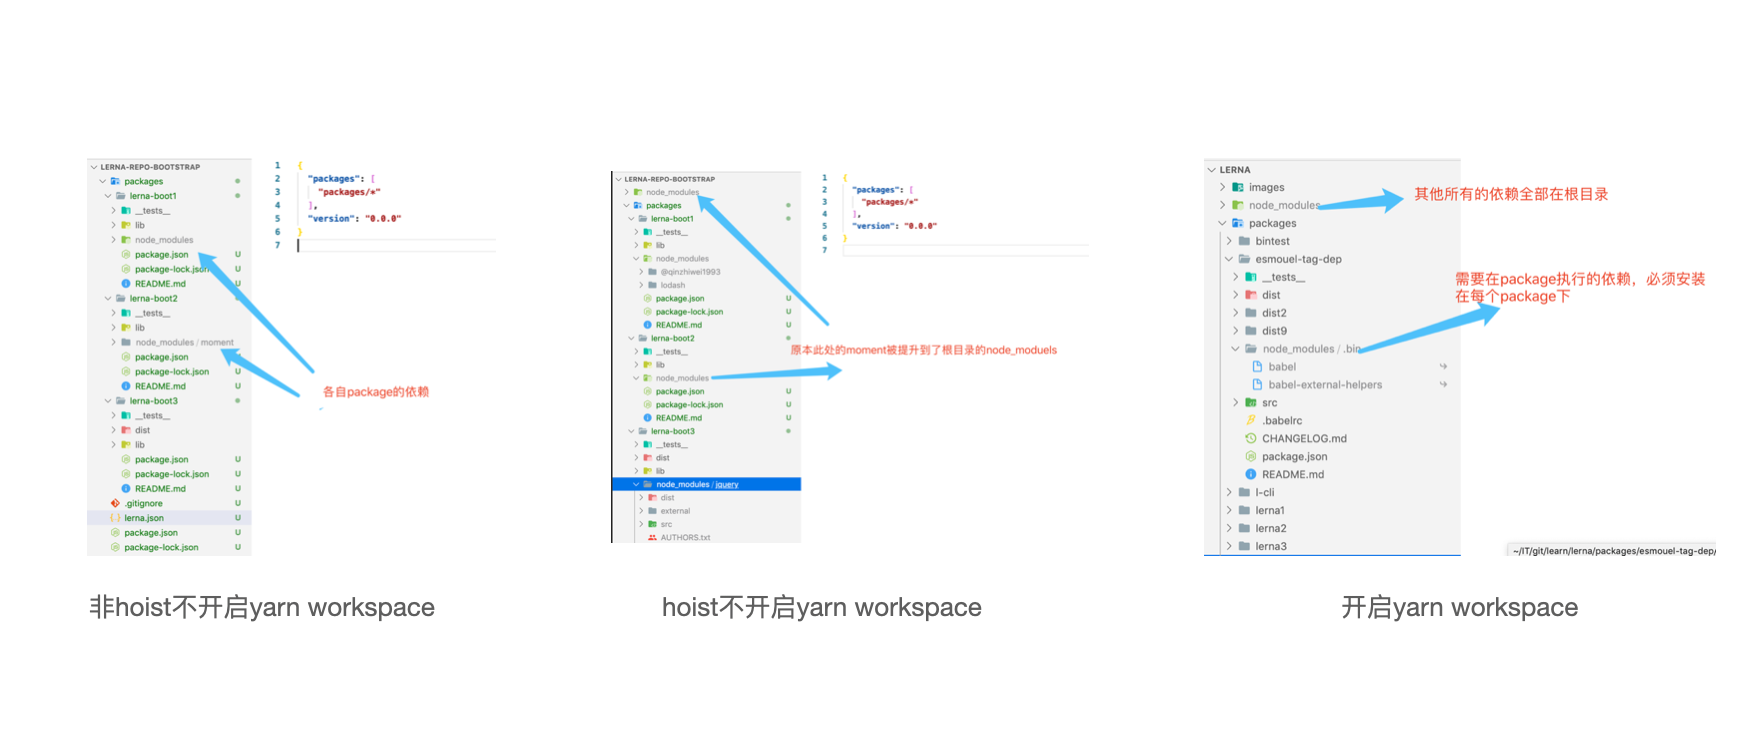 LERNA-REPO-BOOTSTRAP
packages
lerna-boot1
__tests__
lib
node_modules
package.json U
package-lock.json U
README.md U
lerna-boot2
__tests__
lib
node_modules / moment
package.json U
package-lock.json U
README.md U
lerna-boot3
__tests__
dist
lib
package.json U
package-lock.json U
README.md U
.gitignore U
lerna.json U
package.json U
package-lock.json U
1 {
2 "packages": [
3 "packages/*"
4 ],
5 "version": "0.0.0"
6 }
7
各自package的依赖
非hoist不开启yarn workspace
LERNA-REPO-BOOTSTRAP
node_modules
packages
lerna-boot1
__tests__
lib
node_modules
@qinzhiwei1993
lodash
package.json U
package-lock.json U
README.md U
lerna-boot2
__tests__
lib
node_modules
package.json U
package-lock.json U
README.md U
lerna-boot3
__tests__
dist
lib
node_modules / jquery
dist
external
src
AUTHORS.txt
1 {
2 "packages": [
3 "packages/*"
4 ],
5 "version": "0.0.0"
6 }
7
原本此处的moment被提升到了根目录的node_moduels
hoist不开启yarn workspace
LERNA
images
node_modules
packages
bintest
esmouel-tag-dep
__tests__
dist
dist2
dist9
node_modules / .bin
babel
babel-external-helpers
src
.babelrc
CHANGELOG.md
package.json
README.md
l-cli
lerna1
lerna2
lerna3
其他所有的依赖全部在根目录
需要在package执行的依赖，必须安装
在每个package下
~/IT/git/learn/lerna/packages/esmouel-tag-dep/
开启yarn workspace